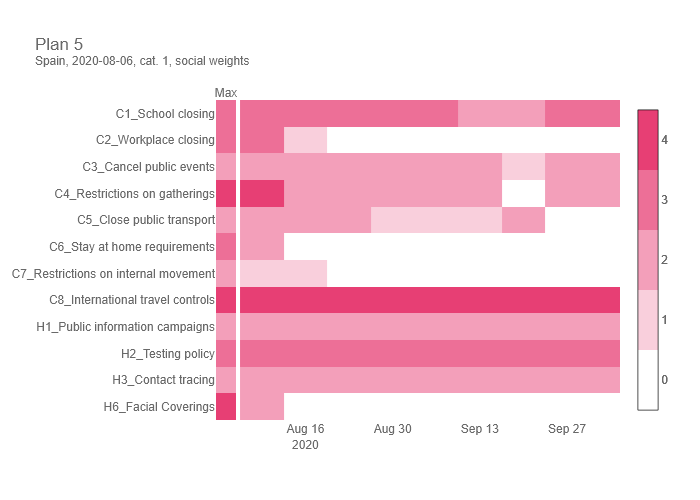 Plan 5
Spain, 2020-08-06, cat. 1, social weights
Max
C1_School closing
C2_Workplace closing
C3_Cancel public events
C4_Restrictions on gatherings
C5_Close public transport
C6_Stay at home requirements
C7_Restrictions on internal movement
C8_International travel controls
H1_Public information campaigns
H2_Testing policy
H3_Contact tracing
H6_Facial Coverings
Aug 16
2020
Aug 30
Sep 13
Sep 27
4
3
2
1
0